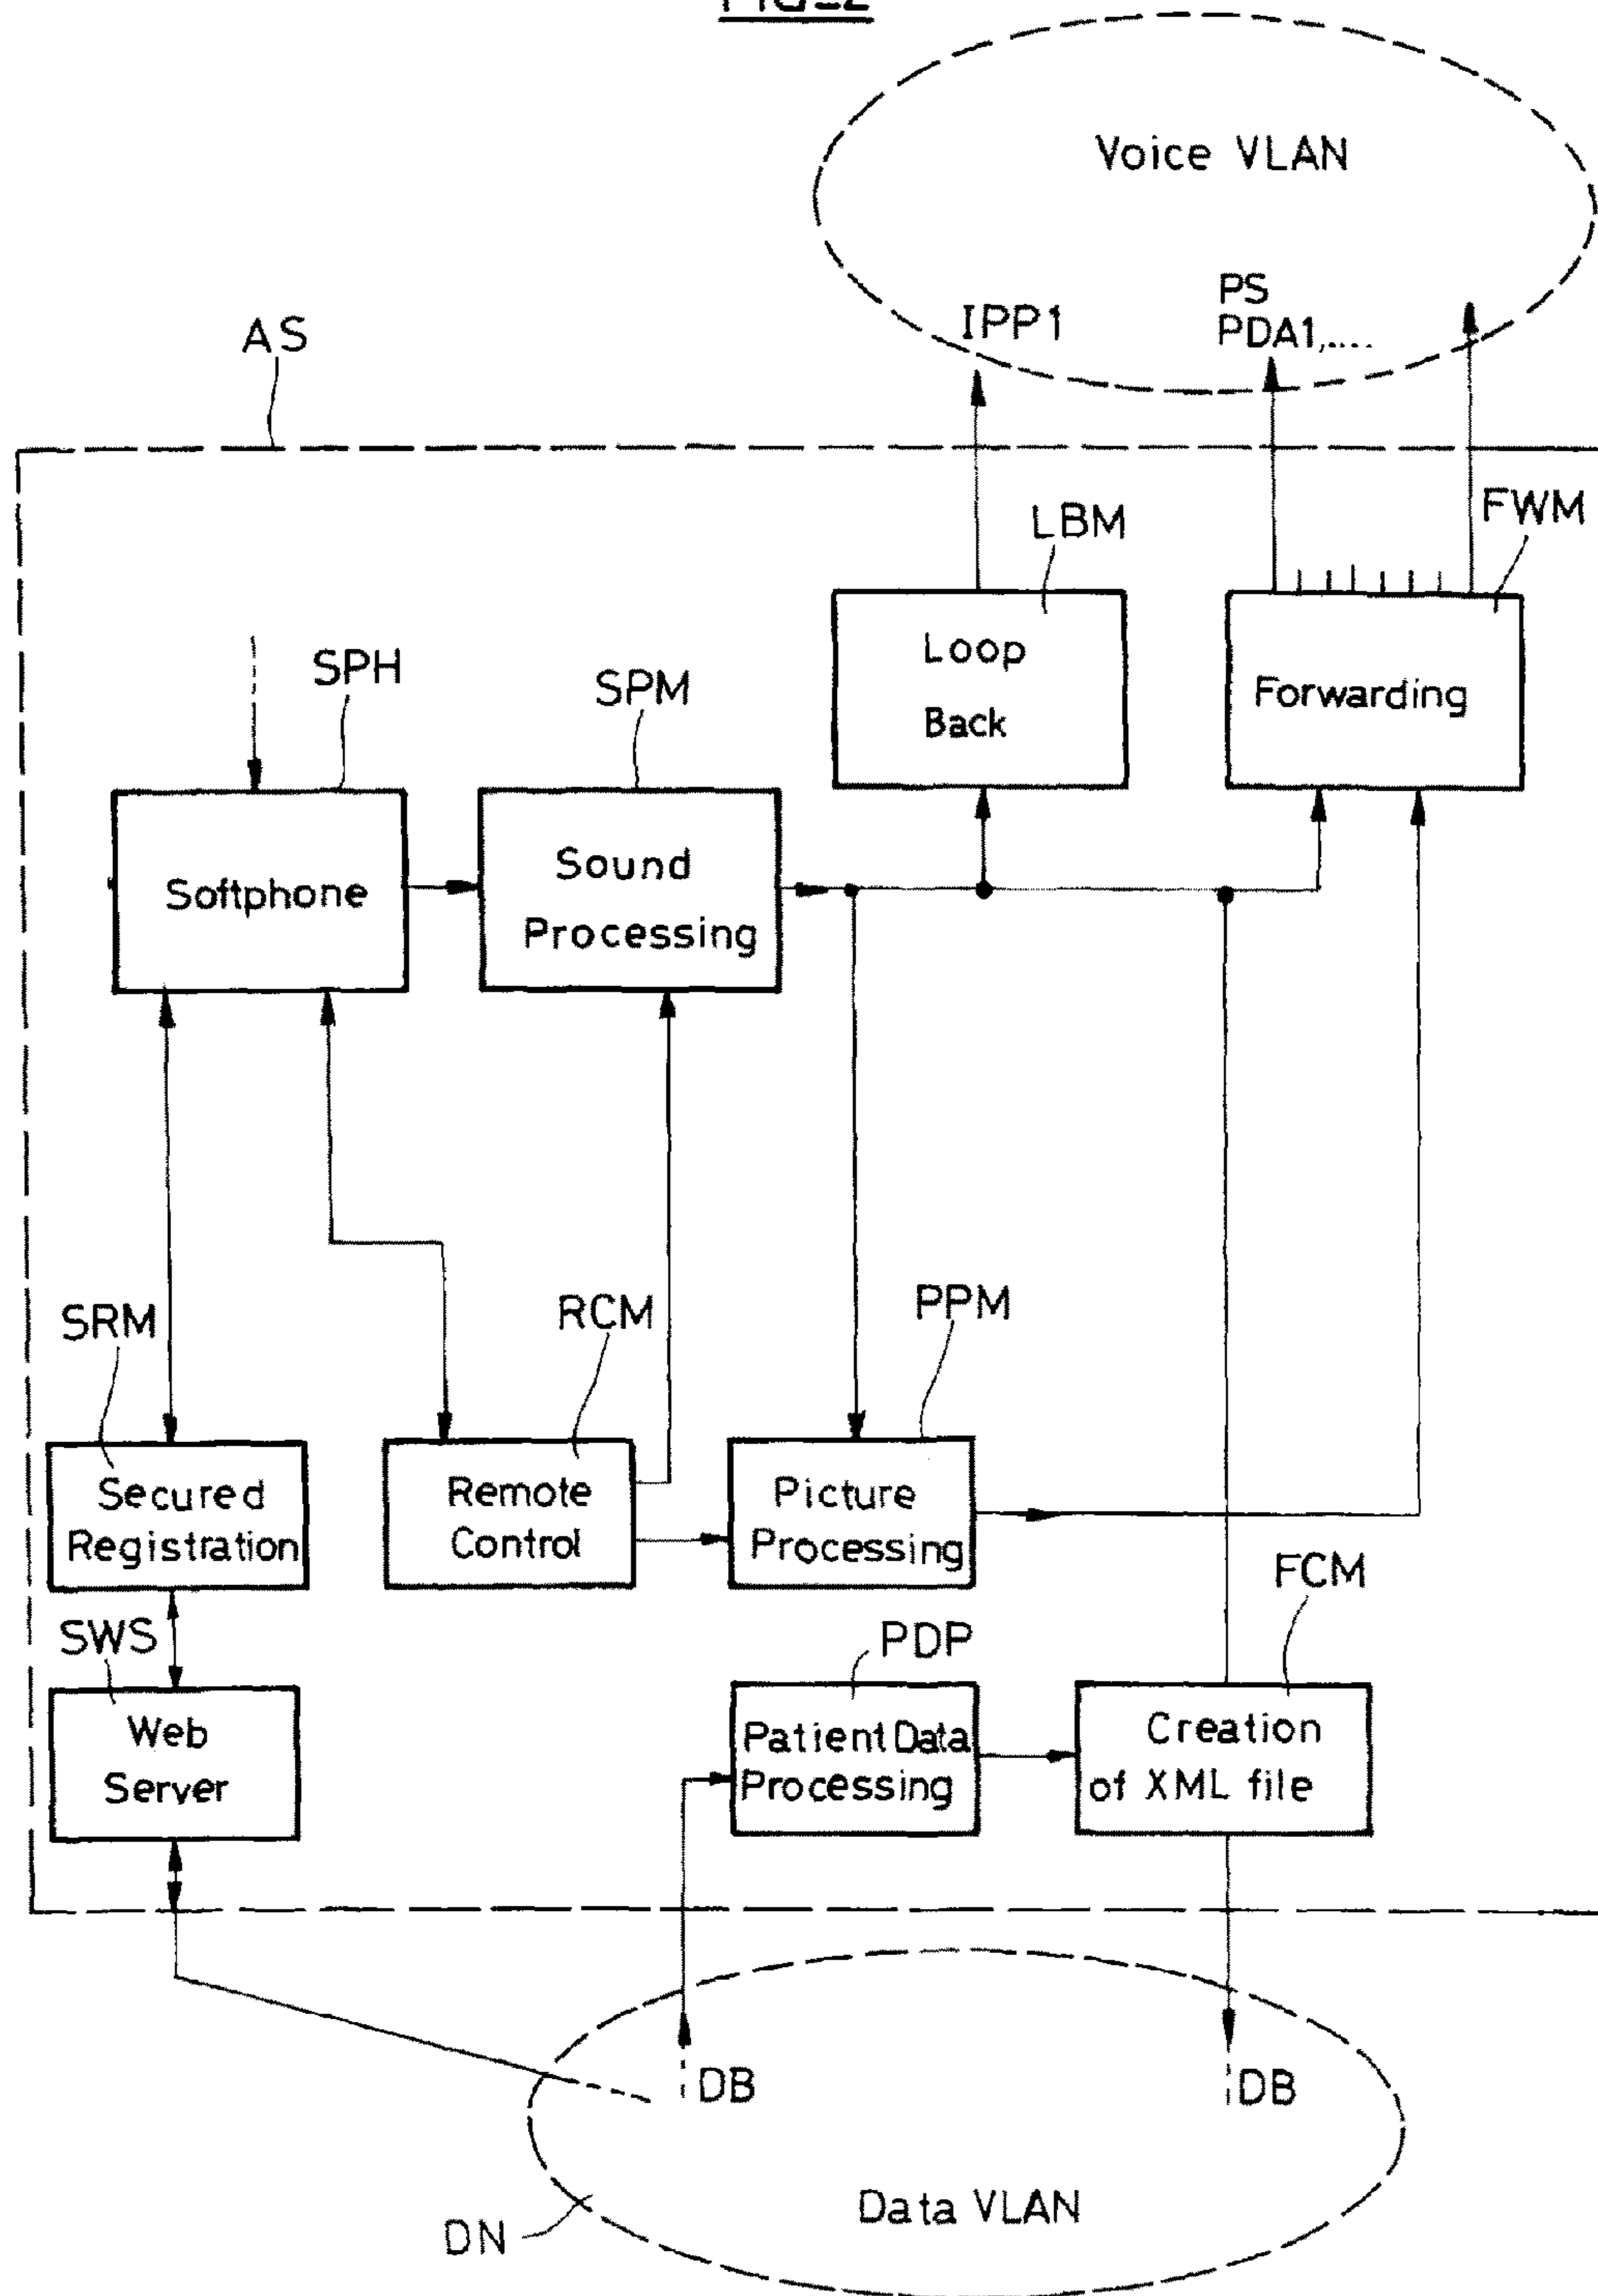 FIG_2
Voice VLAN
PS
IPP1
PDA1,....
AS
LBM
FWM
SPH
SPM
Loop
Back
Forwarding
Softphone
Sound
Processing
SRM
RCM
PPM
Secured
Registration
Remote
Control
Picture
Processing
FCM
SWS
PDP
Web
Server
Patient Data
Processing
Creation
of XML file
DB
DB
Data VLAN
DN